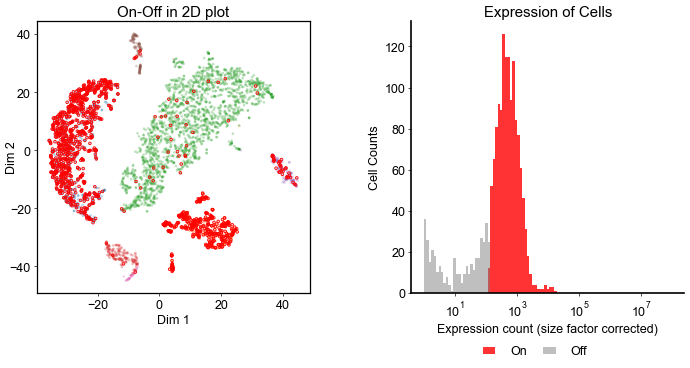 On-Off in 2D plot
40
20
0
−20
−40
Dim 2
−20 0 20 40
Dim 1
Expression of Cells
120
100
80
60
40
20
0
Cell Counts
10^1 10^3 10^5 10^7
Expression count (size factor corrected)
On Off